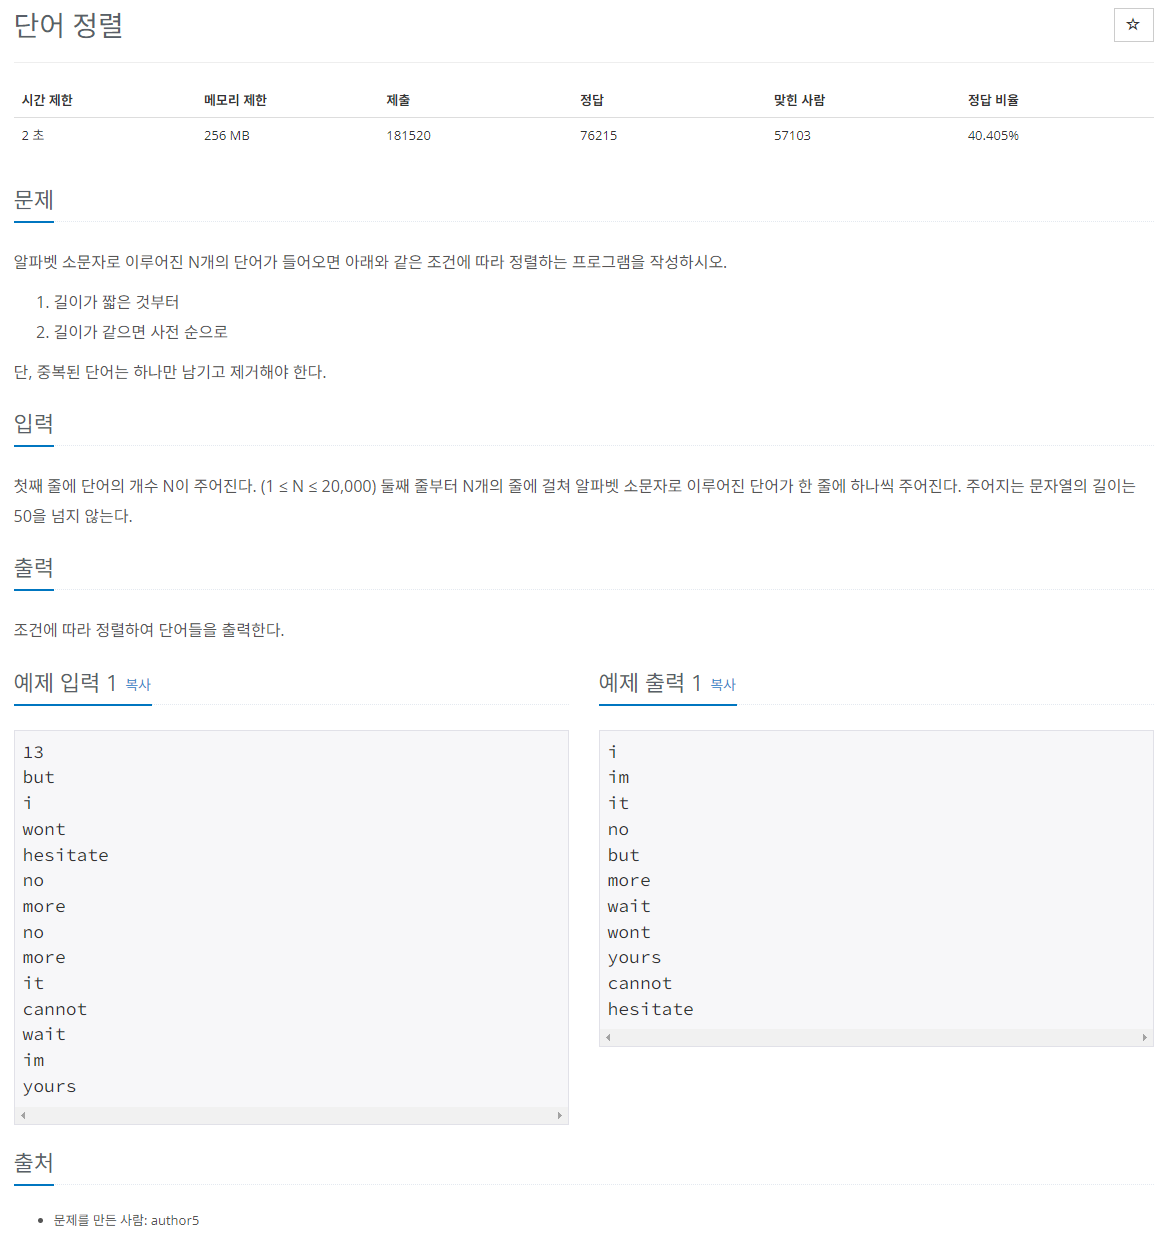 단어 정렬
☆
시간 제한 메모리 제한 제출 정답 맞힌 사람 정답 비율
2 초 256 MB 181520 76215 57103 40.405%
문제
알파벳 소문자로 이루어진 N개의 단어가 들어오면 아래와 같은 조건에 따라 정렬하는 프로그램을 작성하시오.
1. 길이가 짧은 것부터
2. 길이가 같으면 사전 순으로
단, 중복된 단어는 하나만 남기고 제거해야 한다.
입력
첫째 줄에 단어의 개수 N이 주어진다. (1 ≤ N ≤ 20,000) 둘째 줄부터 N개의 줄에 걸쳐 알파벳 소문자로 이루어진 단어가 한 줄에 하나씩 주어진다. 주어지는 문자열의 길이는
50을 넘지 않는다.
출력
조건에 따라 정렬하여 단어들을 출력한다.
예제 입력 1 복사
13
but
i
wont
hesitate
no
more
no
more
it
cannot
wait
im
yours
예제 출력 1 복사
i
im
it
no
but
more
wait
wont
yours
cannot
hesitate
출처
• 문제를 만든 사람: author5